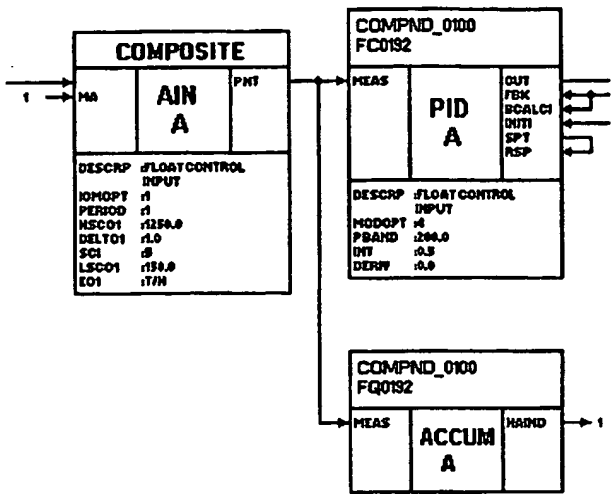 COMPOSITE
1 MA AIN PNT
A
DESCRP :FLOAT CONTROL
INPUT
IOMOPT :1
PERIOD :1
HSCO1 :1250.0
DELTO1 :1.0
SCI :5
LSCO1 :150.0
EO1 :T/H
COMPND_0100
FC0192
MEAS PID OUT
A FBK
BCALCI
INITI
SPT
RSP
DESCRP :FLOAT CONTROL
INPUT
MODOPT :4
PBAND :200.0
INT :0.5
DERIV :0.0
COMPND_0100
FQ0192
MEAS ACCUM HAIND 1
A